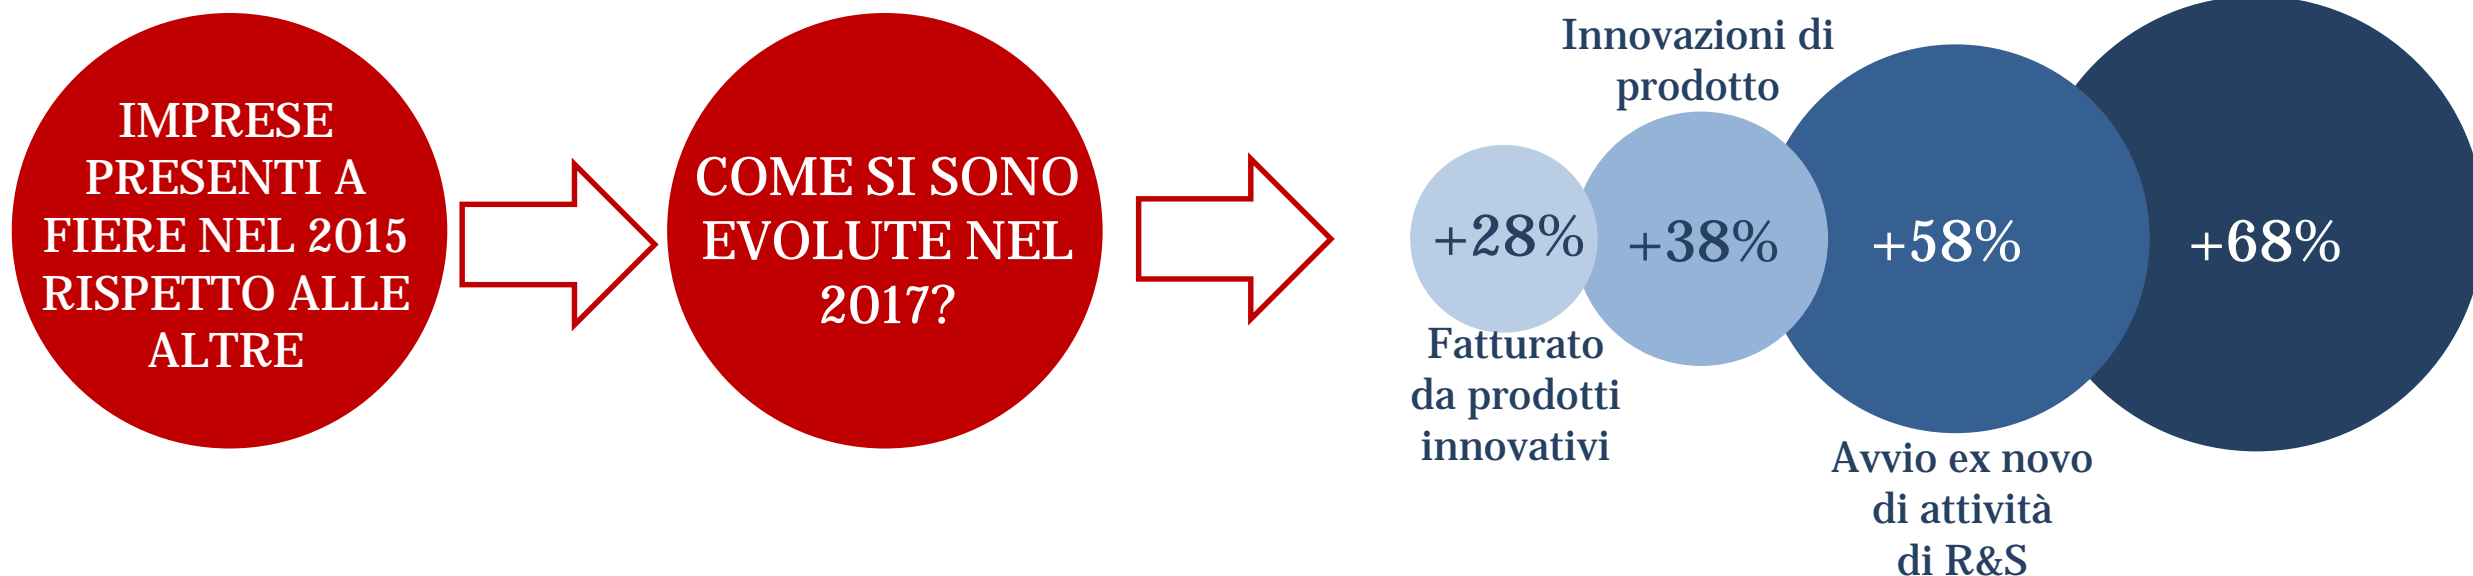 IMPRESE
PRESENTI A
FIERE NEL 2015
RISPETTO ALLE
ALTRE
COME SI SONO
EVOLUTE NEL
2017?
Innovazioni di
prodotto
+28%
+38%
+58%
+68%
Fatturato
da prodotti
innovativi
Avvio ex novo
di attività
di R&S